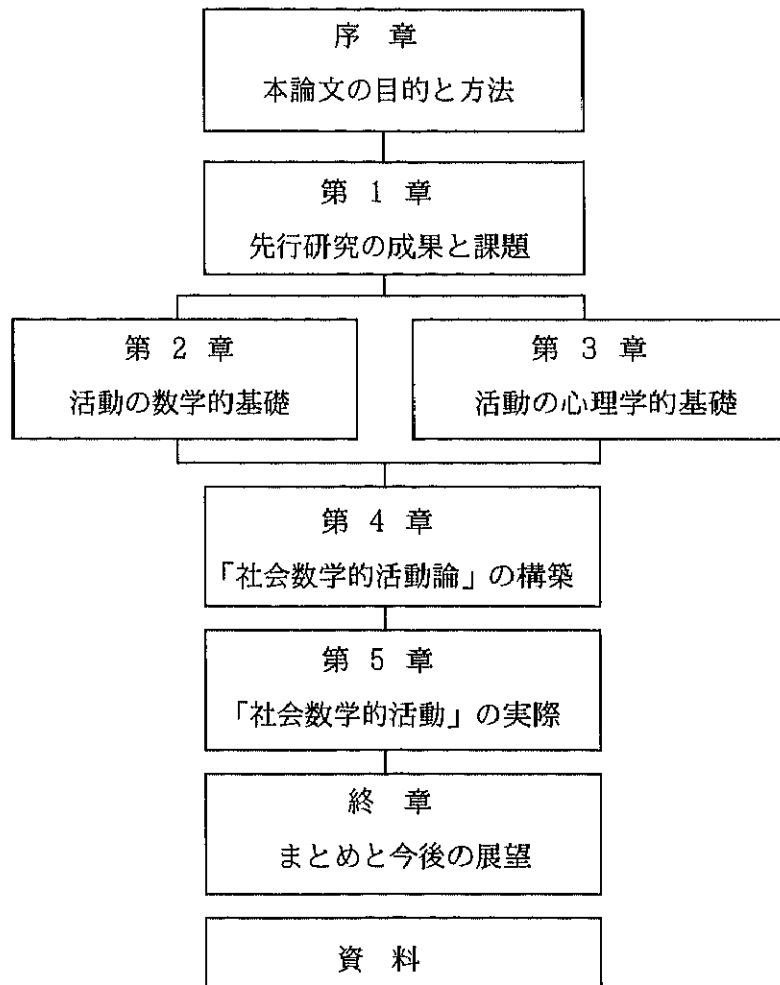 序 章
本論文の目的と方法
第 1 章
先行研究の成果と課題
第 2 章
活動の数学的基礎
第 3 章
活動の心理学的基礎
第 4 章
「社会数学的活動論」の構築
第 5 章
「社会数学的活動」の実際
終 章
まとめと今後の展望
資 料